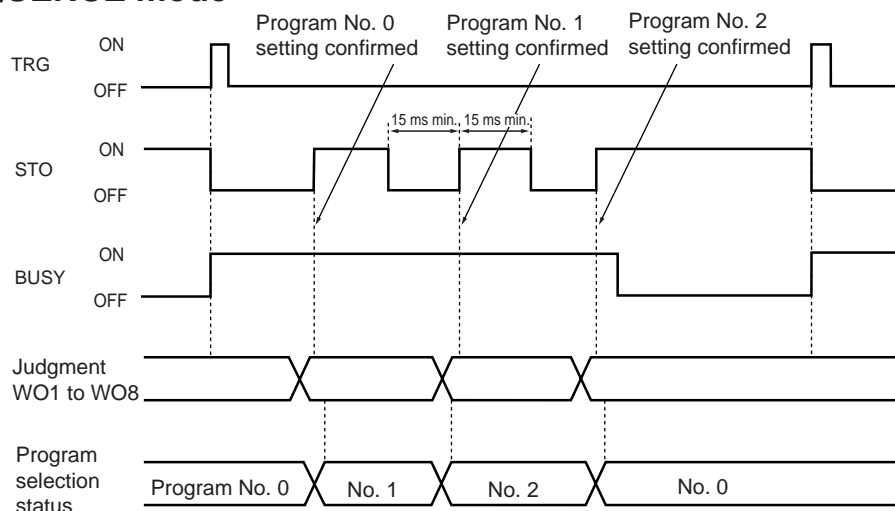 Program No. 0
setting confirmed
Program No. 1
setting confirmed
Program No. 2
setting confirmed
TRG
ON
OFF
15 ms min.
15 ms min.
STO
ON
OFF
BUSY
ON
OFF
Judgment
WO1 to WO8
Program
selection
status
Program No. 0
No. 1
No. 2
No. 0